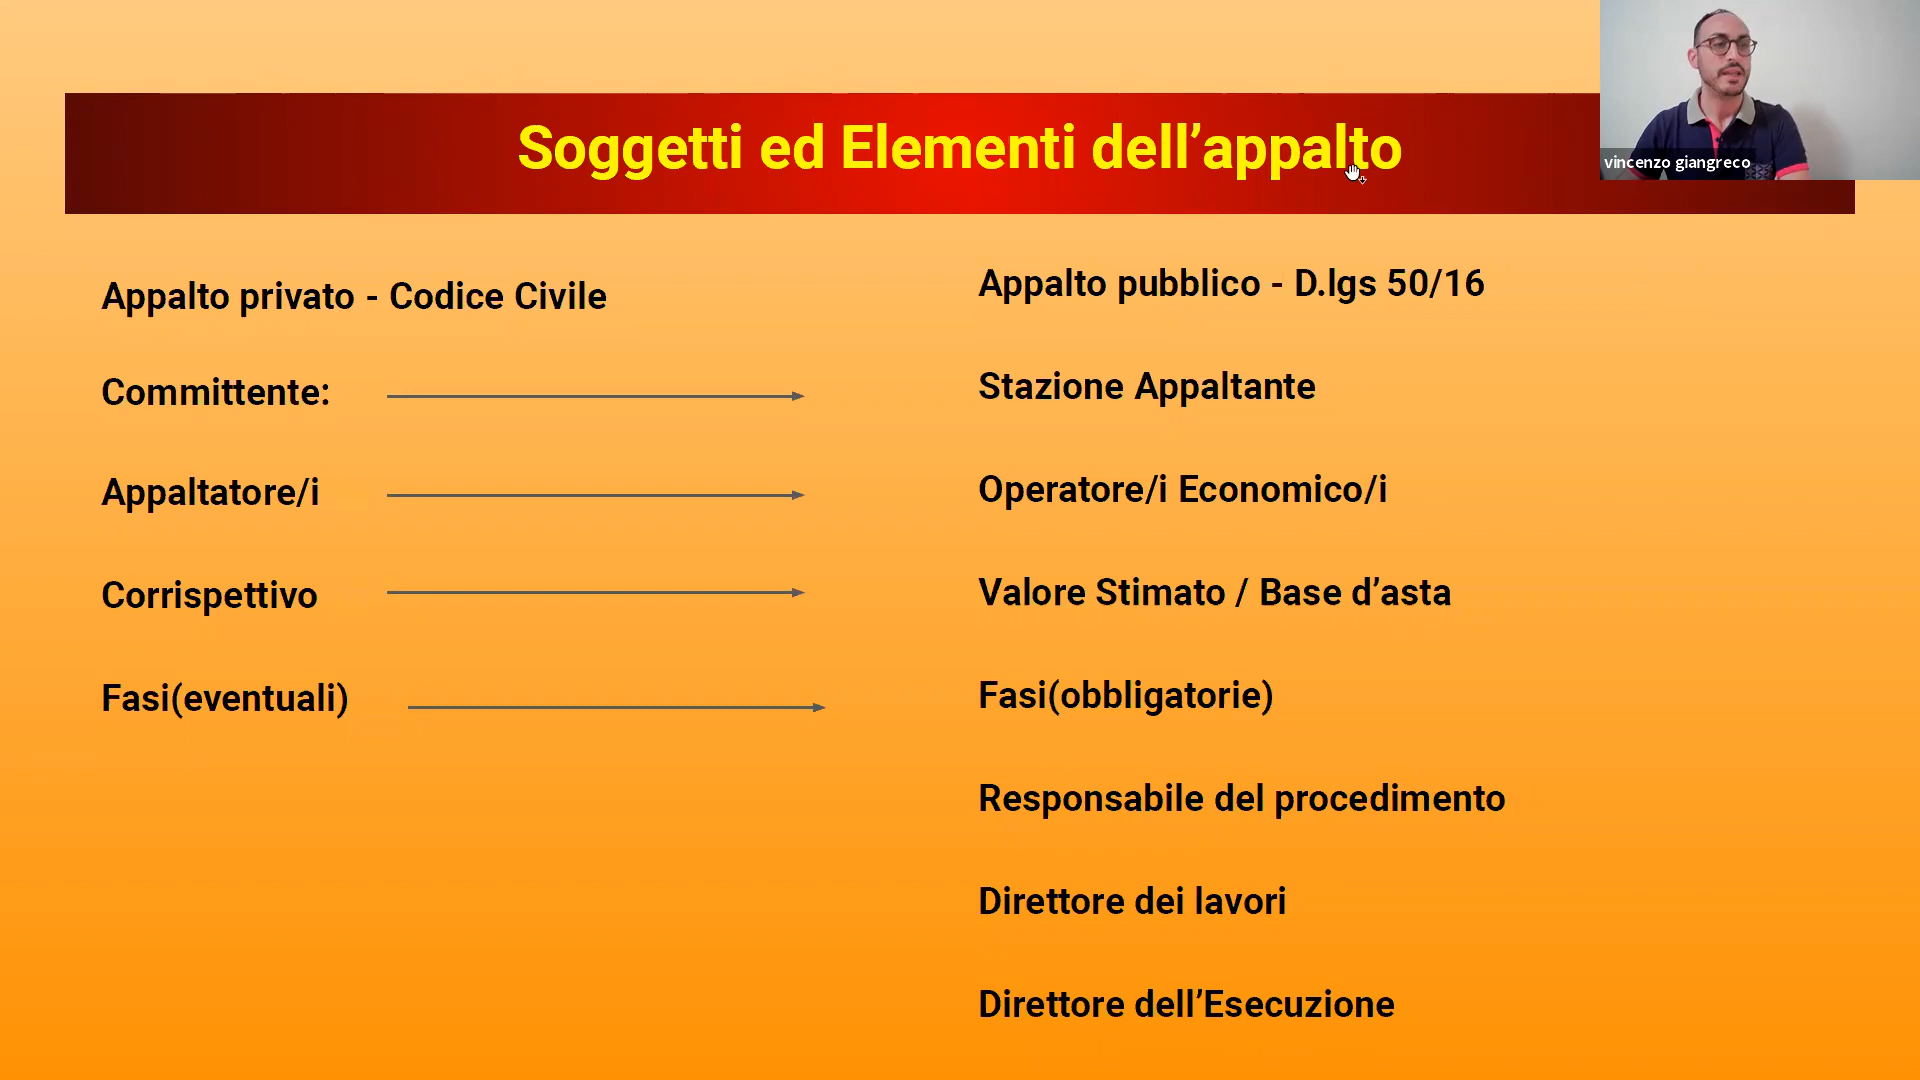 Soggetti ed Elementi dell’appalto
vincenzo giangreco
Appalto privato - Codice Civile
Committente:
Appaltatore/i
Corrispettivo
Fasi(eventuali)
Appalto pubblico - D.lgs 50/16
Stazione Appaltante
Operatore/i Economico/i
Valore Stimato / Base d’asta
Fasi(obbligatorie)
Responsabile del procedimento
Direttore dei lavori
Direttore dell’Esecuzione